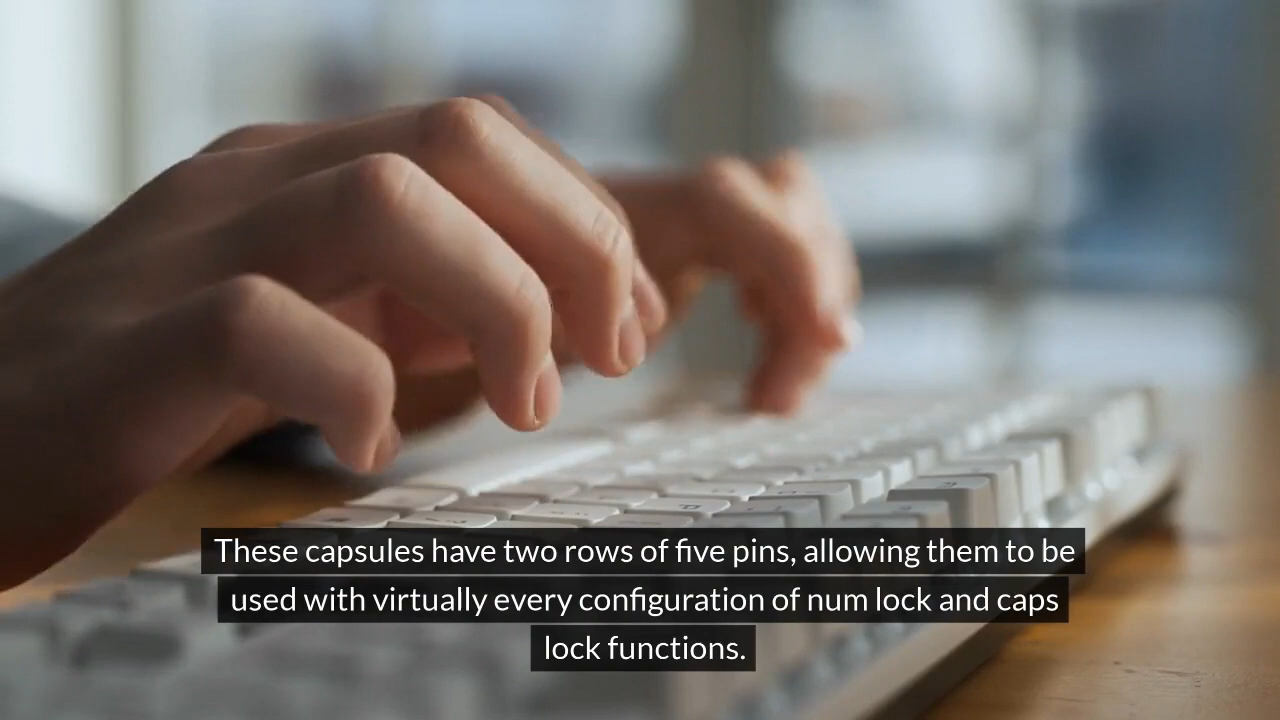 These capsules have two rows of five pins, allowing them to be
used with virtually every configuration of num lock and caps
lock functions.